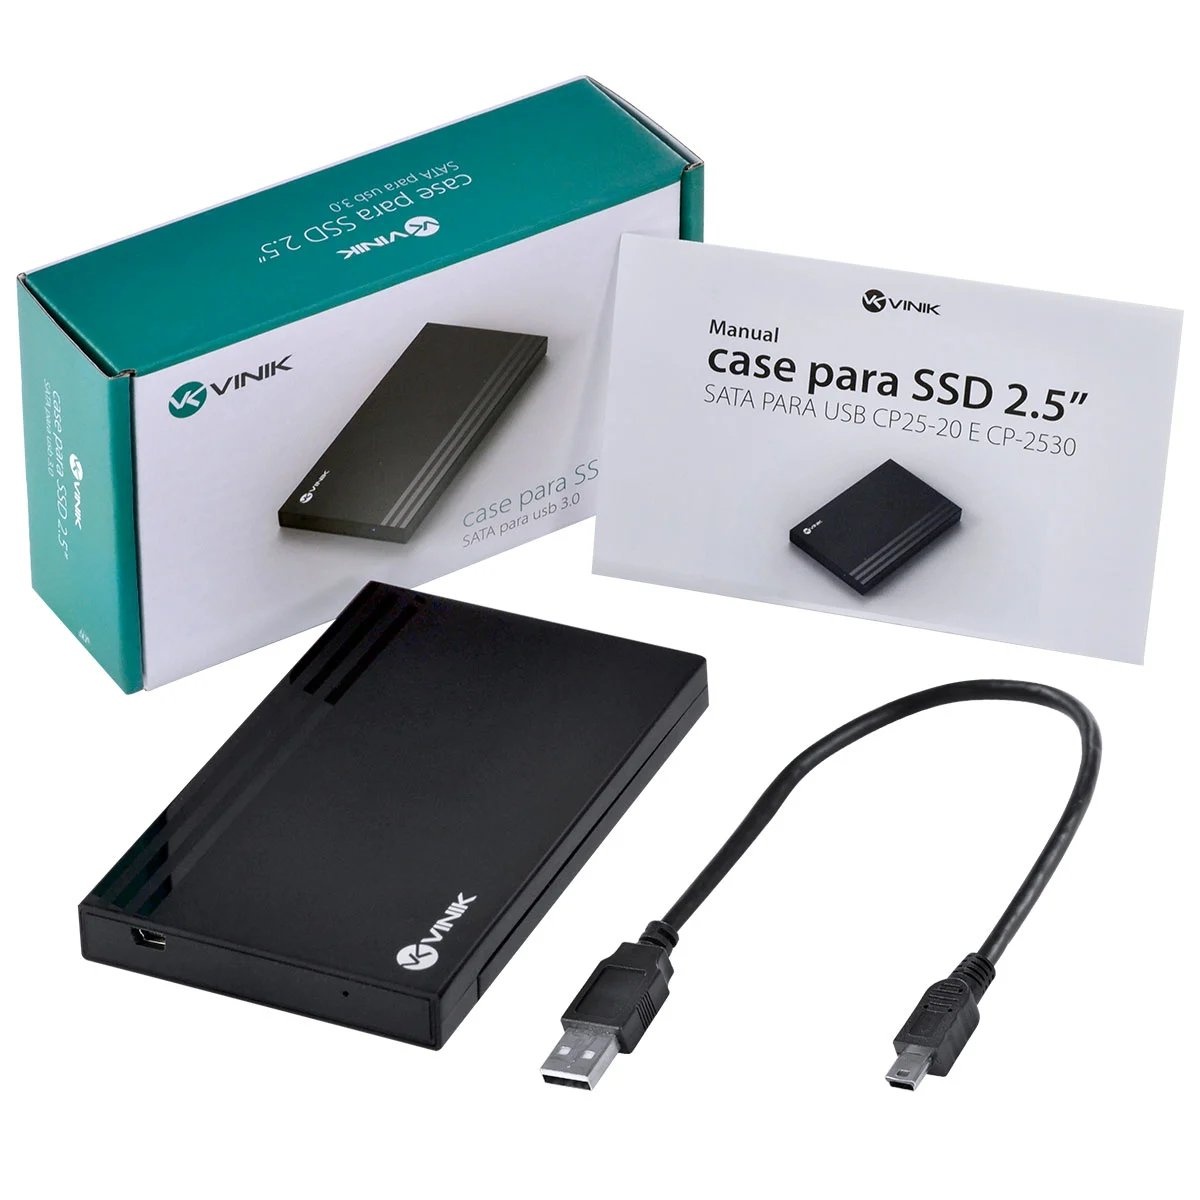 case para SSD 2.5”
SATA para usb 3.0
VINIK
case para SSD 2.5”
SATA para usb 3.0
VINIK
VINIK
VINIK
case para SS
SATA para usb 3.0
VINIK
Manual
case para SSD 2.5”
SATA PARA USB CP25-20 E CP-2530
VINIK
VINIK